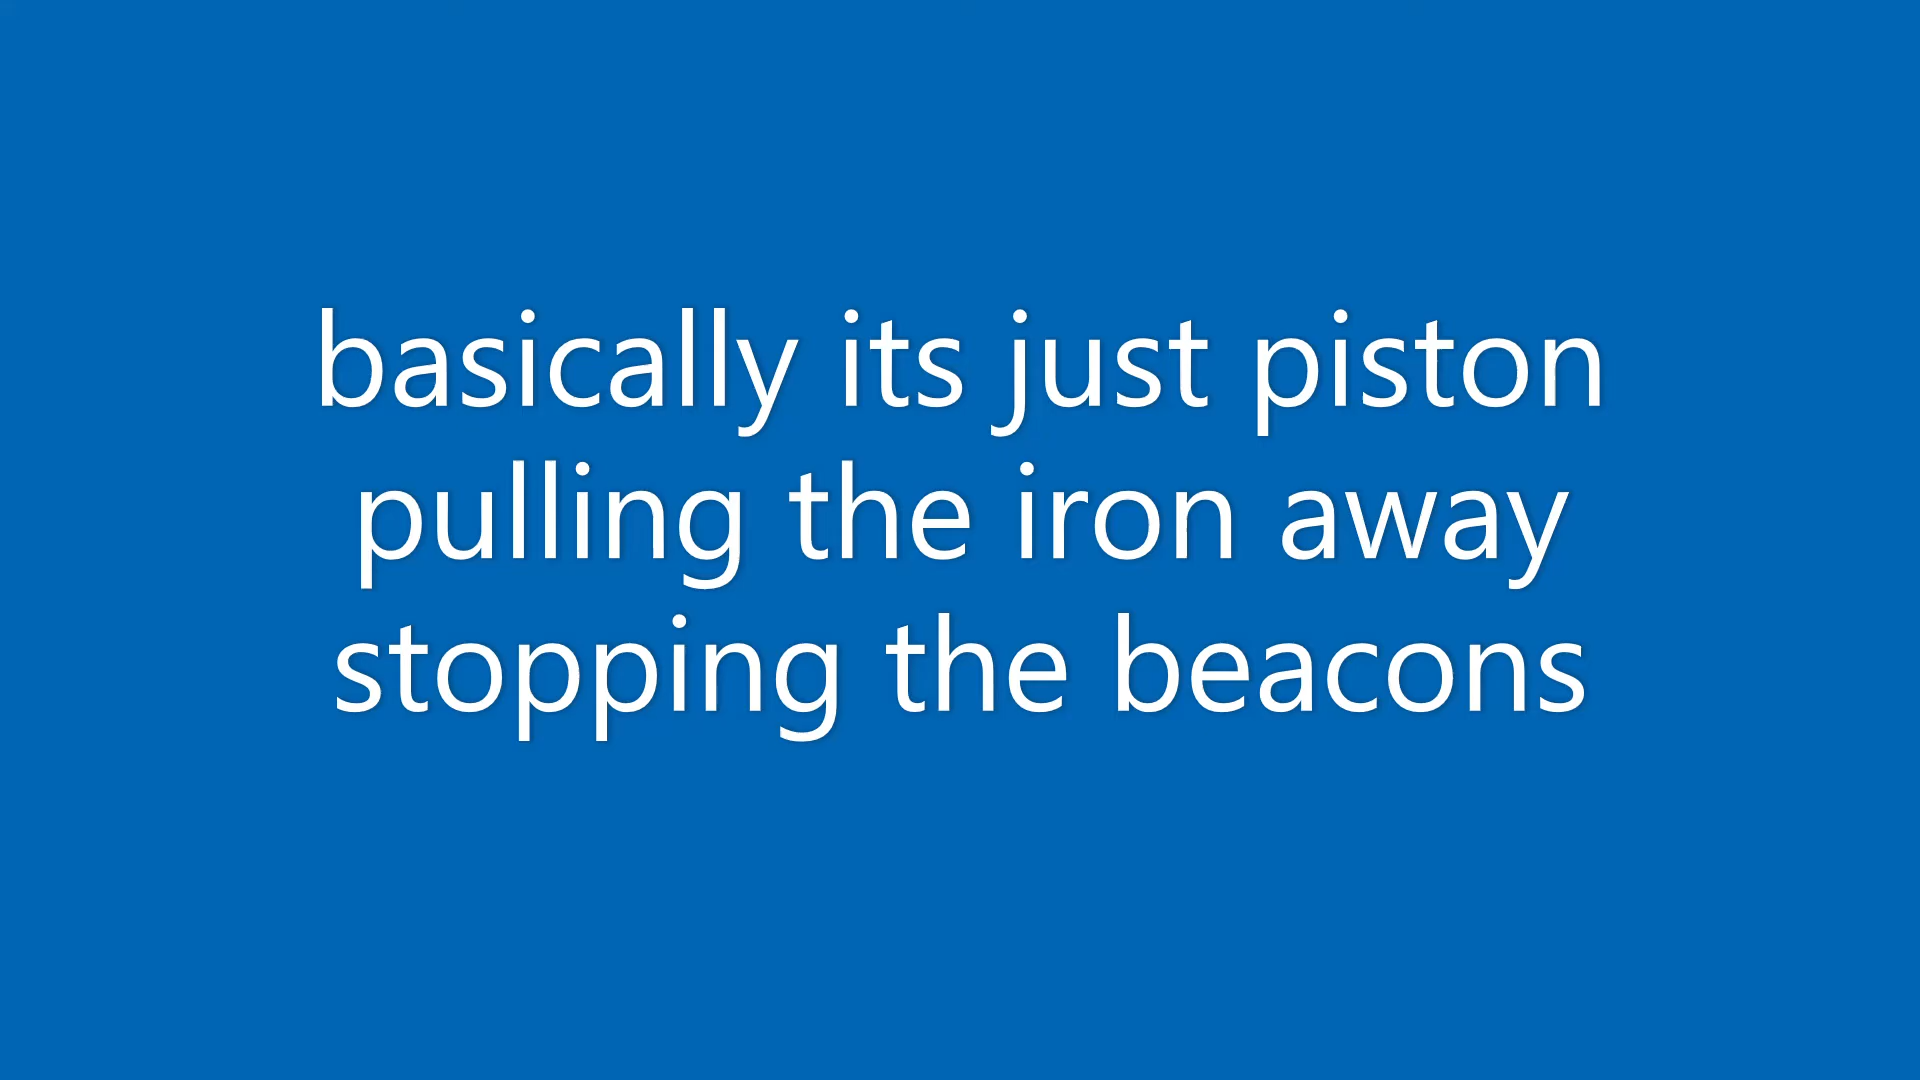 basically its just piston
pulling the iron away
stopping the beacons